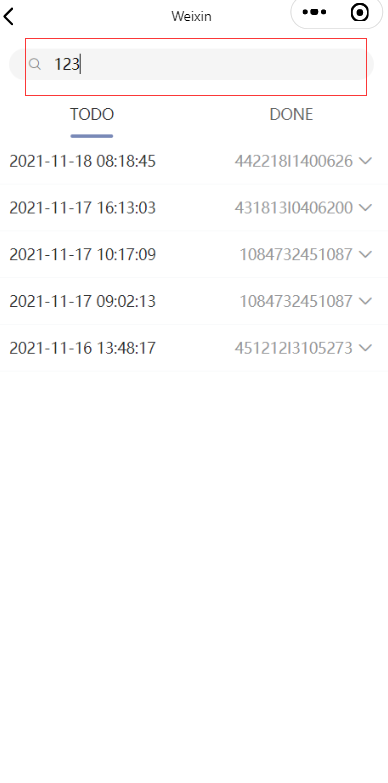 Weixin
123
TODO DONE
2021-11-18 08:18:45 442218I1400626
2021-11-17 16:13:03 431813I0406200
2021-11-17 10:17:09 1084732451087
2021-11-17 09:02:13 1084732451087
2021-11-16 13:48:17 451212I3105273